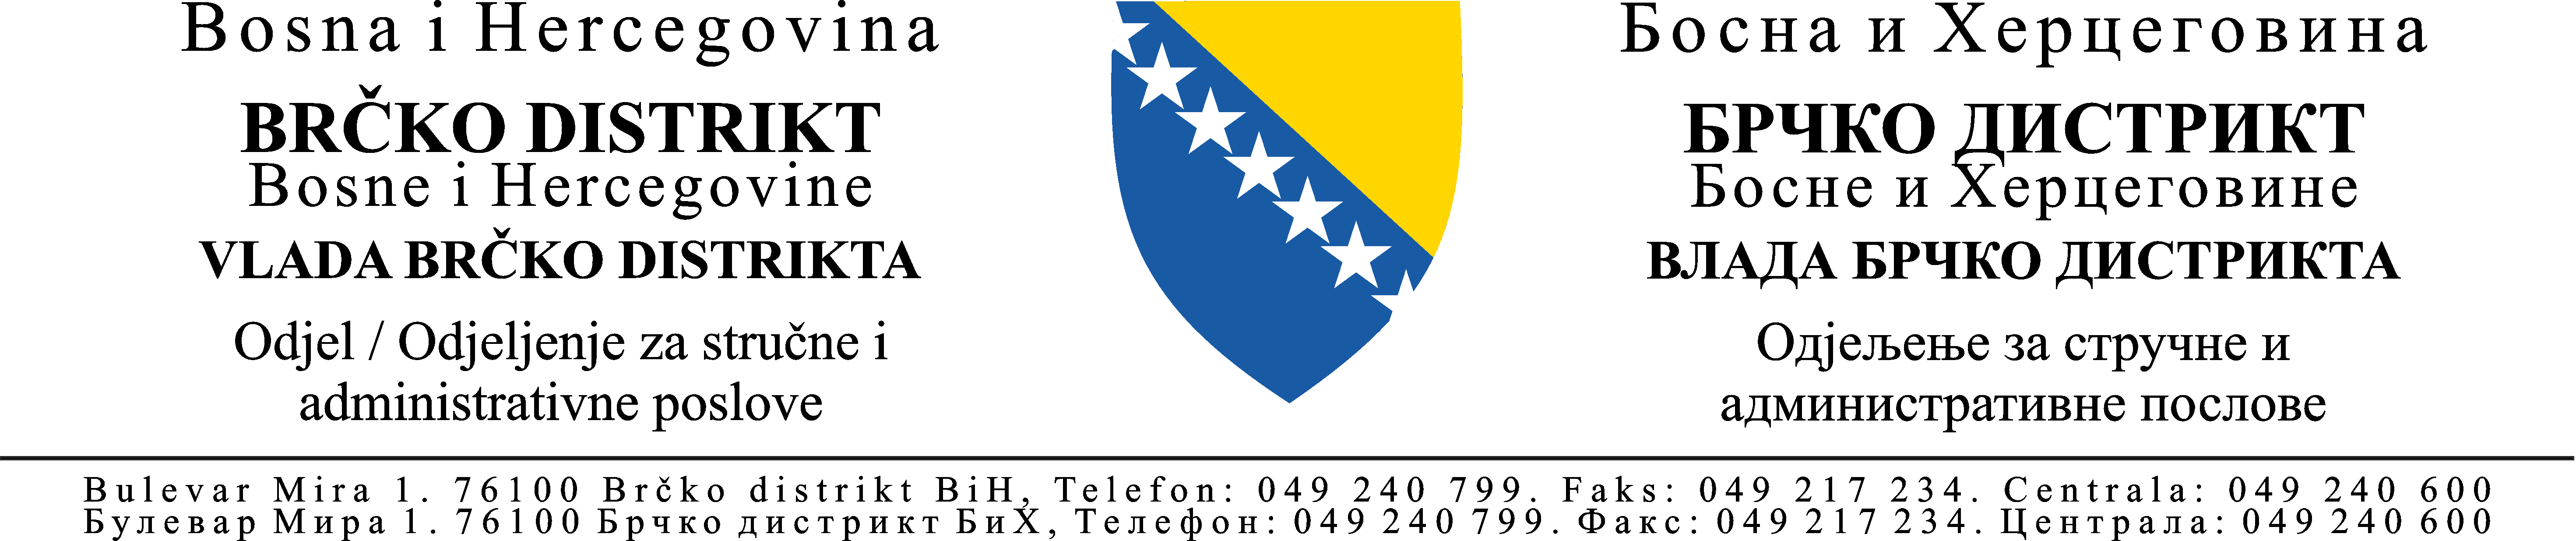 Bosna i Hercegovina
BRČKO DISTRIKT
Bosne i Hercegovine
VLADA BRČKO DISTRIKTA
Odjel / Odjeljenje za stručne i
administrativne poslove
Босна и Херцеговина
БРЧКО ДИСТРИКТ
Босне и Херцеговине
ВЛАДА БРЧКО ДИСТРИКТА
Одјељење за стручне и
административне послове
Bulevar Mira 1. 76100 Brčko distrikt BiH, Telefon: 049 240 799. Faks: 049 217 234. Centrala: 049 240 600
Булевар Мира 1. 76100 Брчко дистрикт БиХ, Телефон: 049 240 799. Факс: 049 217 234. Централа: 049 240 600